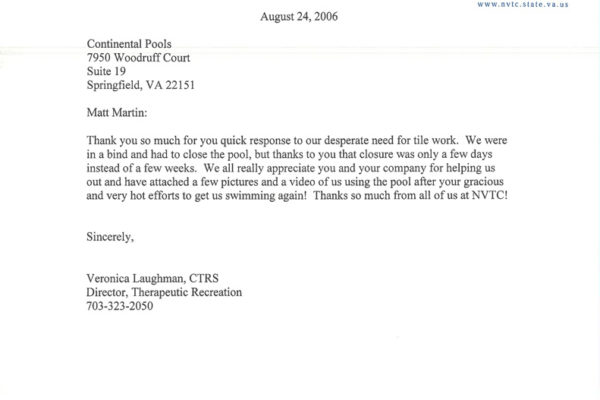 www.nvtc.state.va.us
August 24, 2006
Continental Pools
7950 Woodruff Court
Suite 19
Springfield, VA 22151
Matt Martin:
Thank you so much for you quick response to our desperate need for tile work. We were
in a bind and had to close the pool, but thanks to you that closure was only a few days
instead of a few weeks. We all really appreciate you and your company for helping us
out and have attached a few pictures and a video of us using the pool after your gracious
and very hot efforts to get us swimming again! Thanks so much from all of us at NVTC!
Sincerely,
Veronica Laughman, CTRS
Director, Therapeutic Recreation
703-323-2050